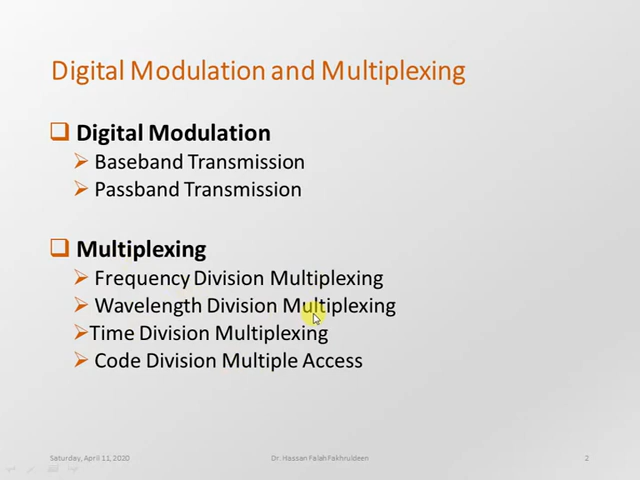 Digital Modulation and Multiplexing
Digital Modulation
Baseband Transmission
Passband Transmission
Multiplexing
Frequency Division Multiplexing
Wavelength Division Multiplexing
Time Division Multiplexing
Code Division Multiple Access
Saturday, April 11, 2020
Dr. Hassan Falah Fakhruldeen
2